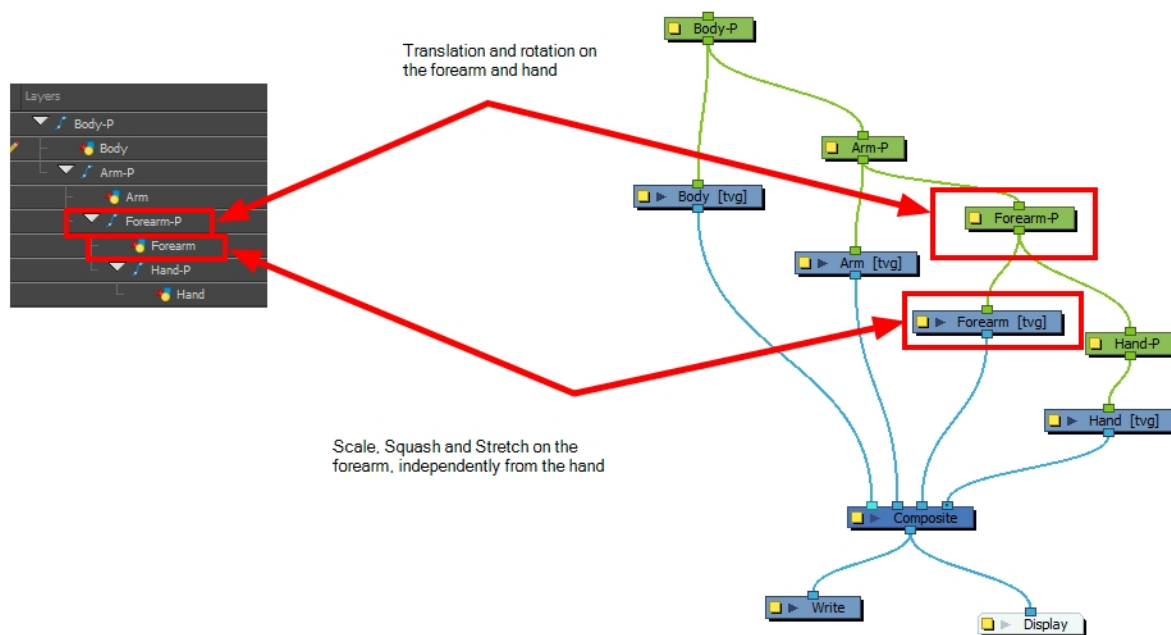 Layers
Body-P
Body
Arm-P
Arm
Forearm-P
Forearm
Hand-P
Hand
Translation and rotation on
the forearm and hand
Scale, Squash and Stretch on the
forearm, independently from the hand
Body-P
Arm-P
Body [tvg]
Forearm-P
Arm [tvg]
Forearm [tvg]
Hand-P
Hand [tvg]
Composite
Write
Display